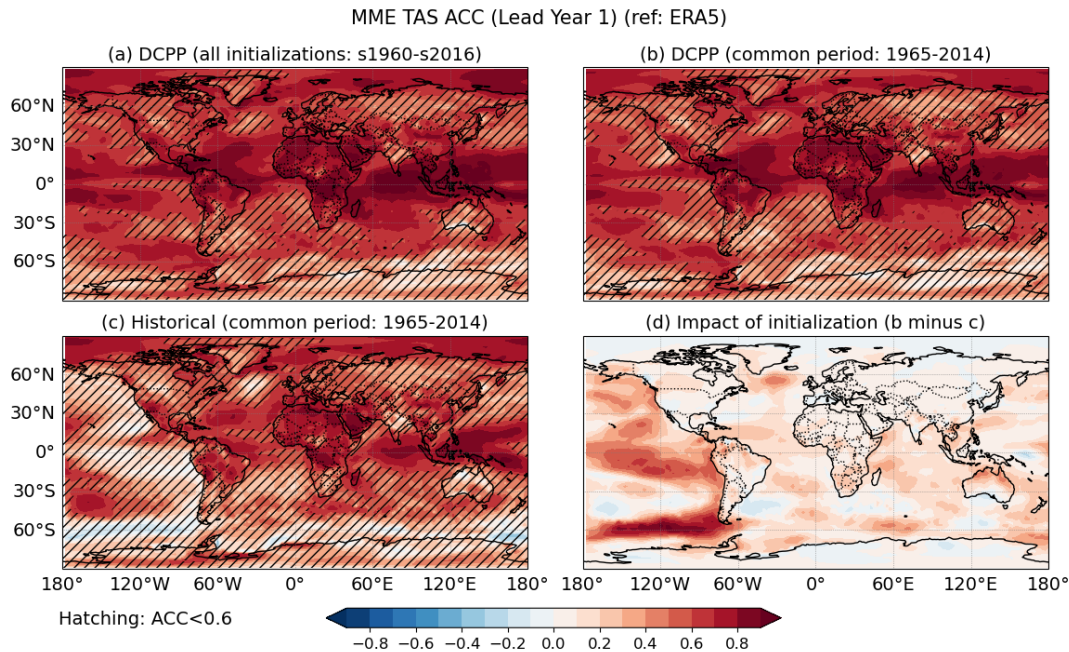 MME TAS ACC (Lead Year 1) (ref: ERA5)
(a) DCPP (all initializations: s1960-s2016)
(b) DCPP (common period: 1965-2014)
60°N
30°N
0°
30°S
60°S
(c) Historical (common period: 1965-2014)
(d) Impact of initialization (b minus c)
60°N
30°N
0°
30°S
60°S
180° 120°W 60°W 0° 60°E 120°E 180°
180° 120°W 60°W 0° 60°E 120°E 180°
Hatching: ACC<0.6
−0.8 −0.6 −0.4 −0.2 0.0 0.2 0.4 0.6 0.8